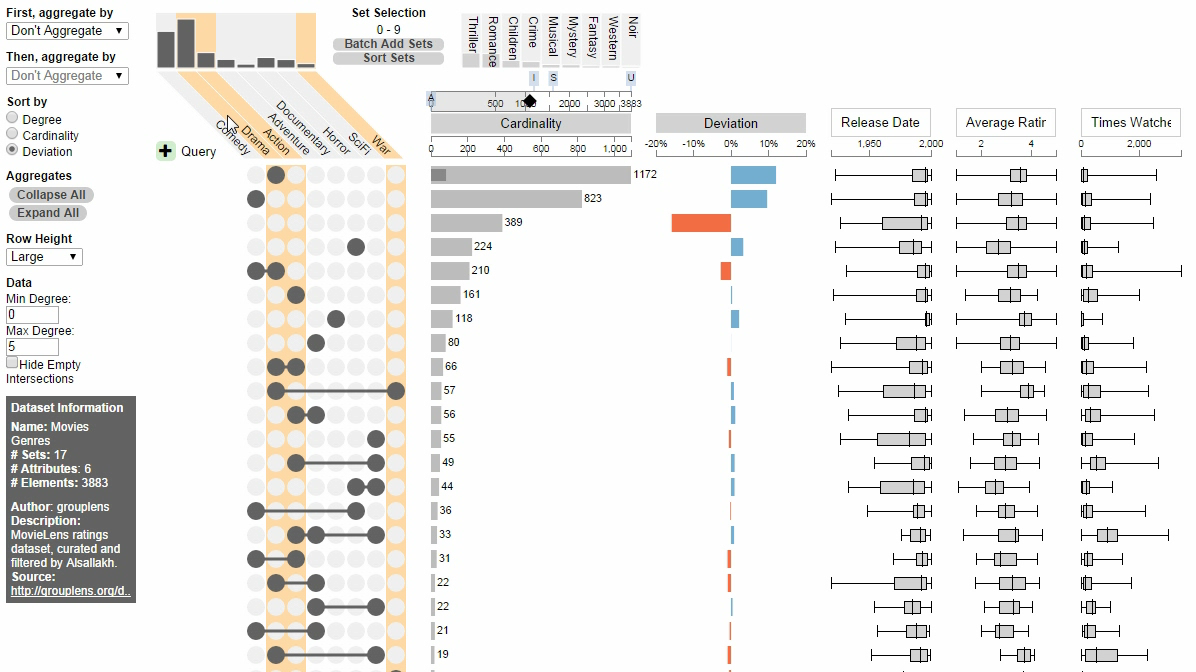 First, aggregate by
Don't Aggregate
Then, aggregate by
Don't Aggregate
Sort by
Degree
Cardinality
Deviation
Aggregates
Collapse All
Expand All
Row Height
Large
Data
Min Degree:
0
Max Degree:
5
Hide Empty
Intersections
Dataset Information
Name: Movies
Genres
# Sets: 17
# Attributes: 6
# Elements: 3883
Author: grouplens
Description:
MovieLens ratings
dataset, curated and
filtered by Alsallakh.
Source:
http://grouplens.org/d..
Set Selection
0 - 9
Batch Add Sets
Sort Sets
Thriller
Romance
Children
Crime
Musical
Mystery
Fantasy
Western
Noir
I S U
A
0 500 2000 3000 3883
Comedy
Drama
Action
Adventure
Documentary
Horror
SciFi
War
Query
Cardinality
0 200 400 600 800 1,000
Deviation
-20% -10% 0% 10% 20%
Release Date
1,950 2,000
Average Ratir
2 4
Times Watche
0 2,000
1172
823
389
224
210
161
118
80
66
57
56
55
49
44
36
33
31
22
22
21
19